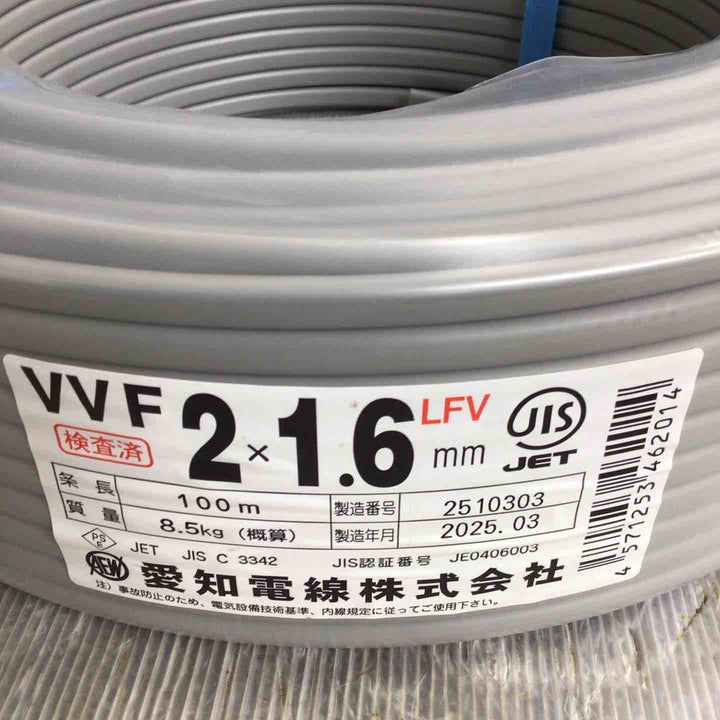 VVF 2×1.6 mm LFV
検査済
JIS
JET
条長 100m 製造番号 2510303
質量 8.5kg (概算) 製造年月 2025.03
PSE JET JIS C 3342 JIS認証番号 JE0406003
AEW 愛知電線株式会社
注) 事故防止のため、電気設備技術基準、内線規定に従ってご使用下さい。
4571253462014